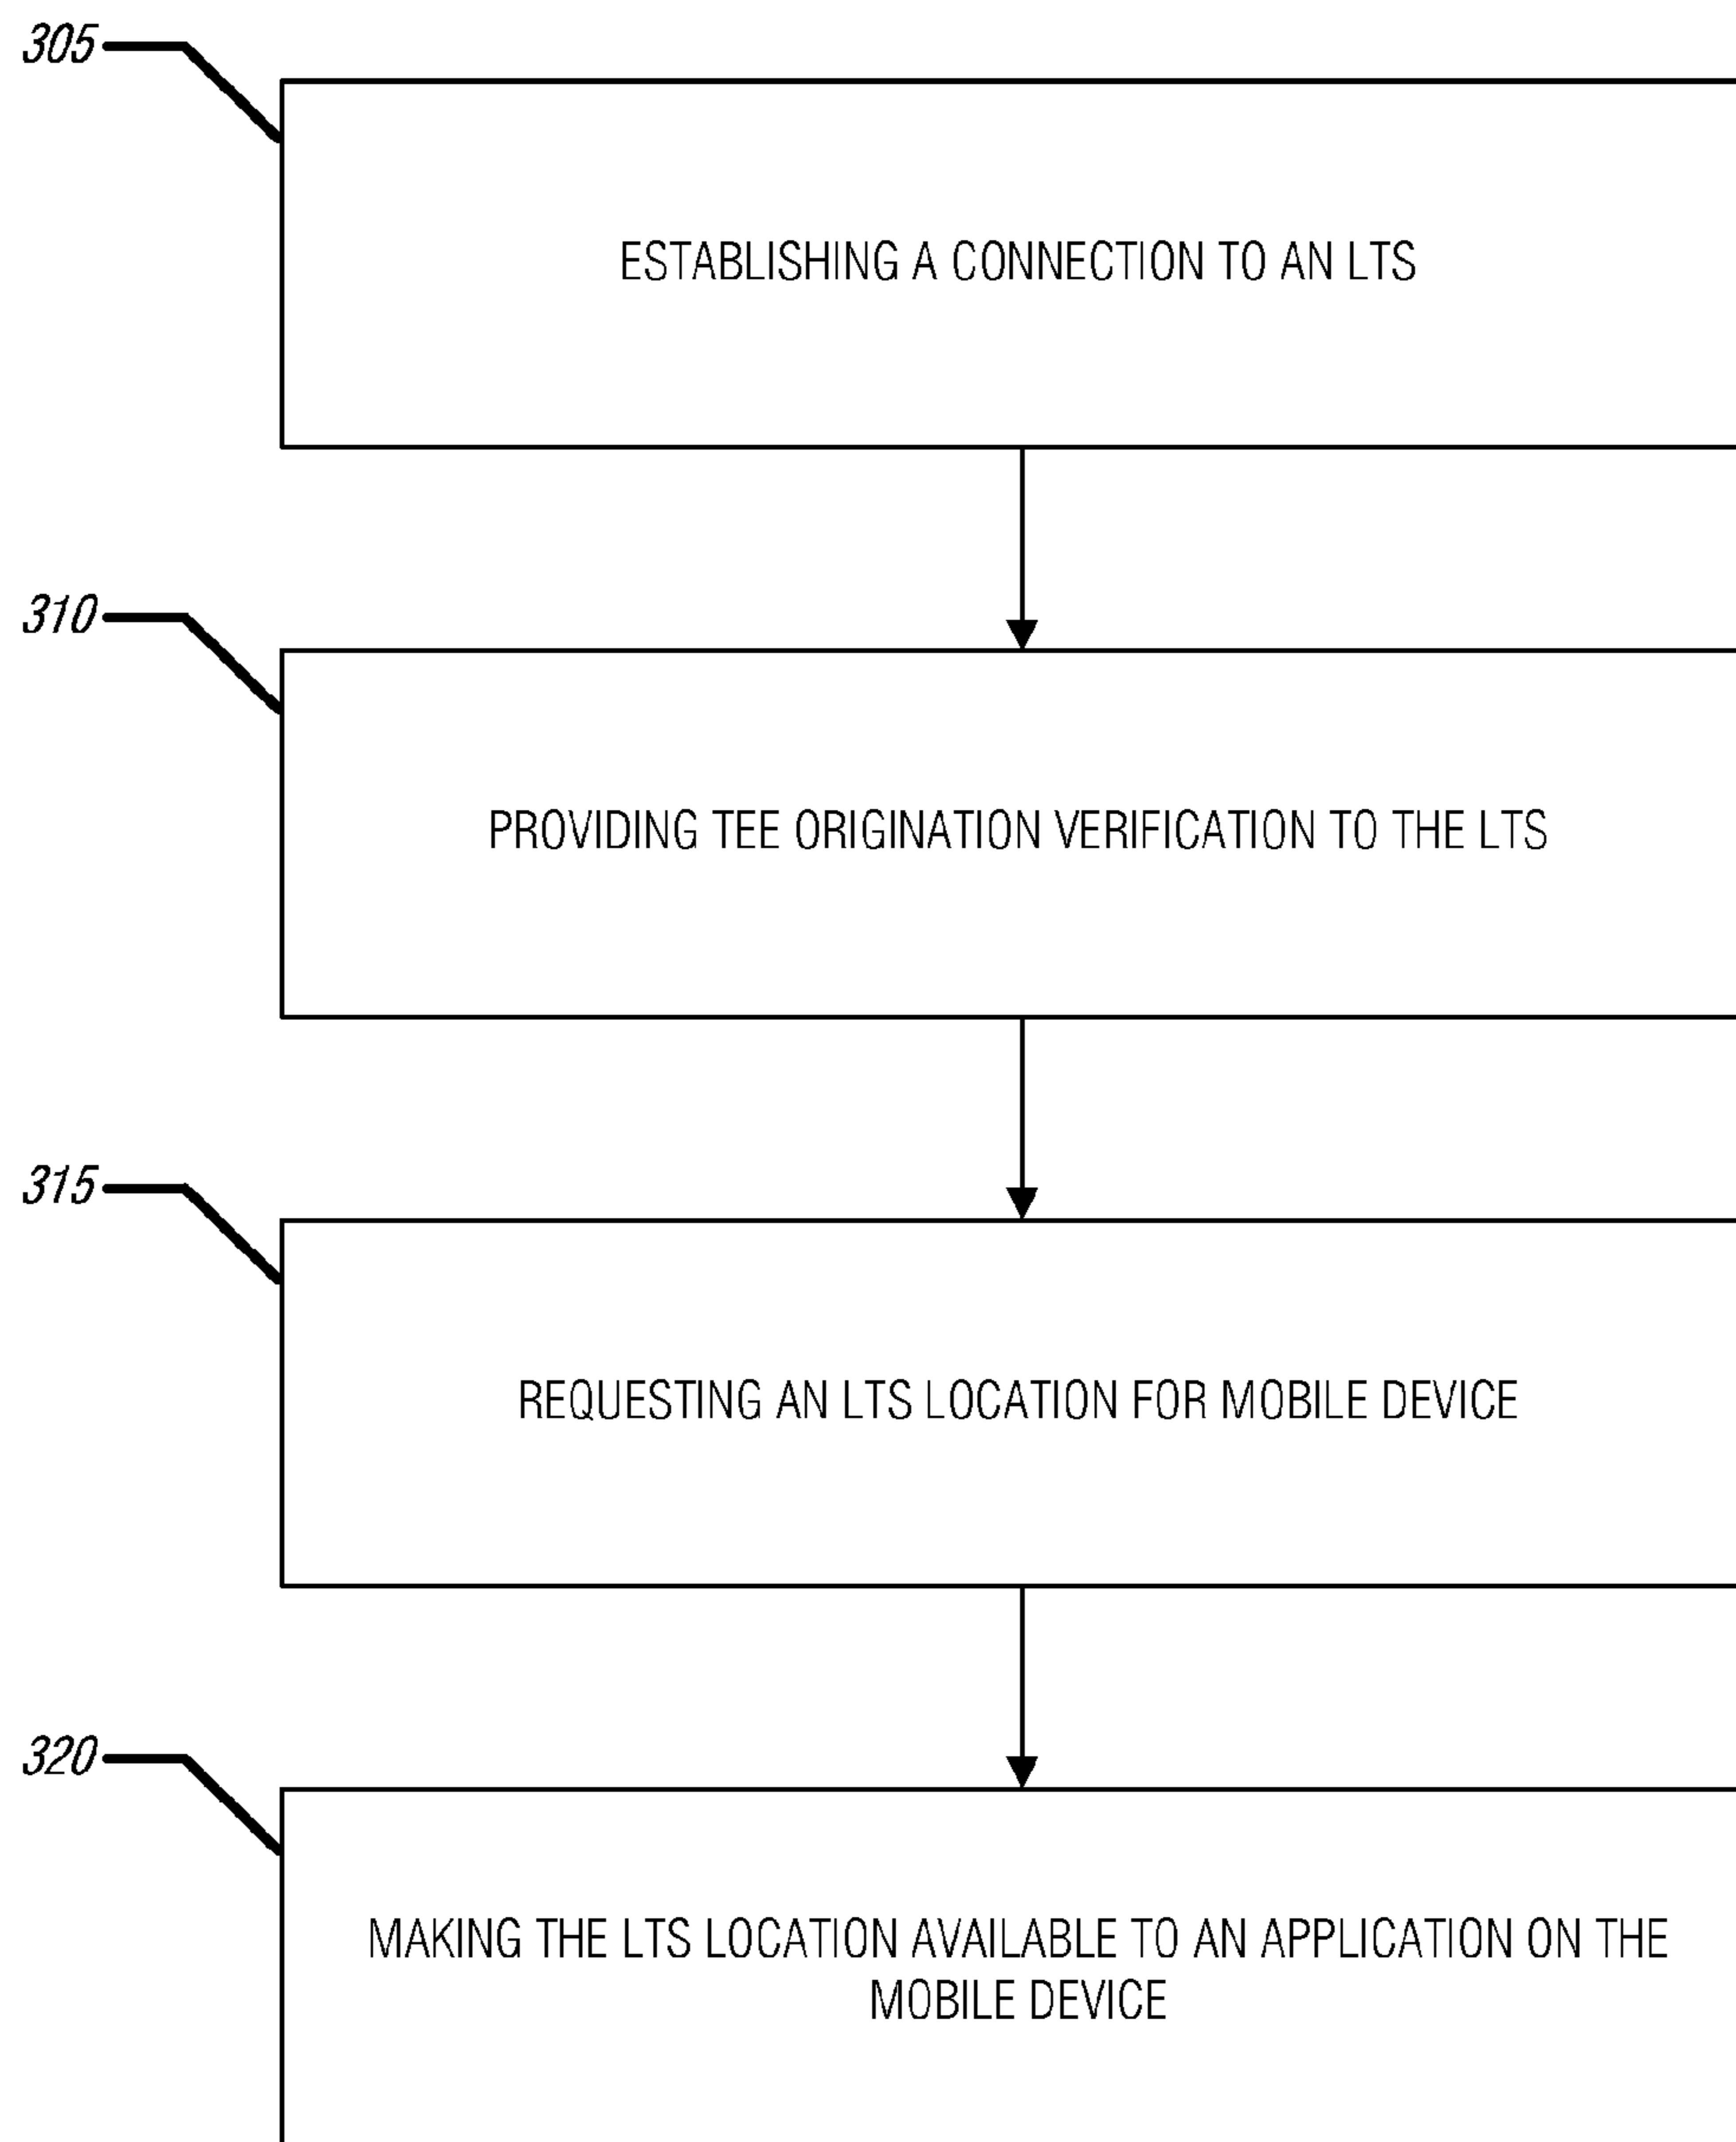 305
ESTABLISHING A CONNECTION TO AN LTS
310
PROVIDING TEE ORIGINATION VERIFICATION TO THE LTS
315
REQUESTING AN LTS LOCATION FOR MOBILE DEVICE
320
MAKING THE LTS LOCATION AVAILABLE TO AN APPLICATION ON THE
MOBILE DEVICE